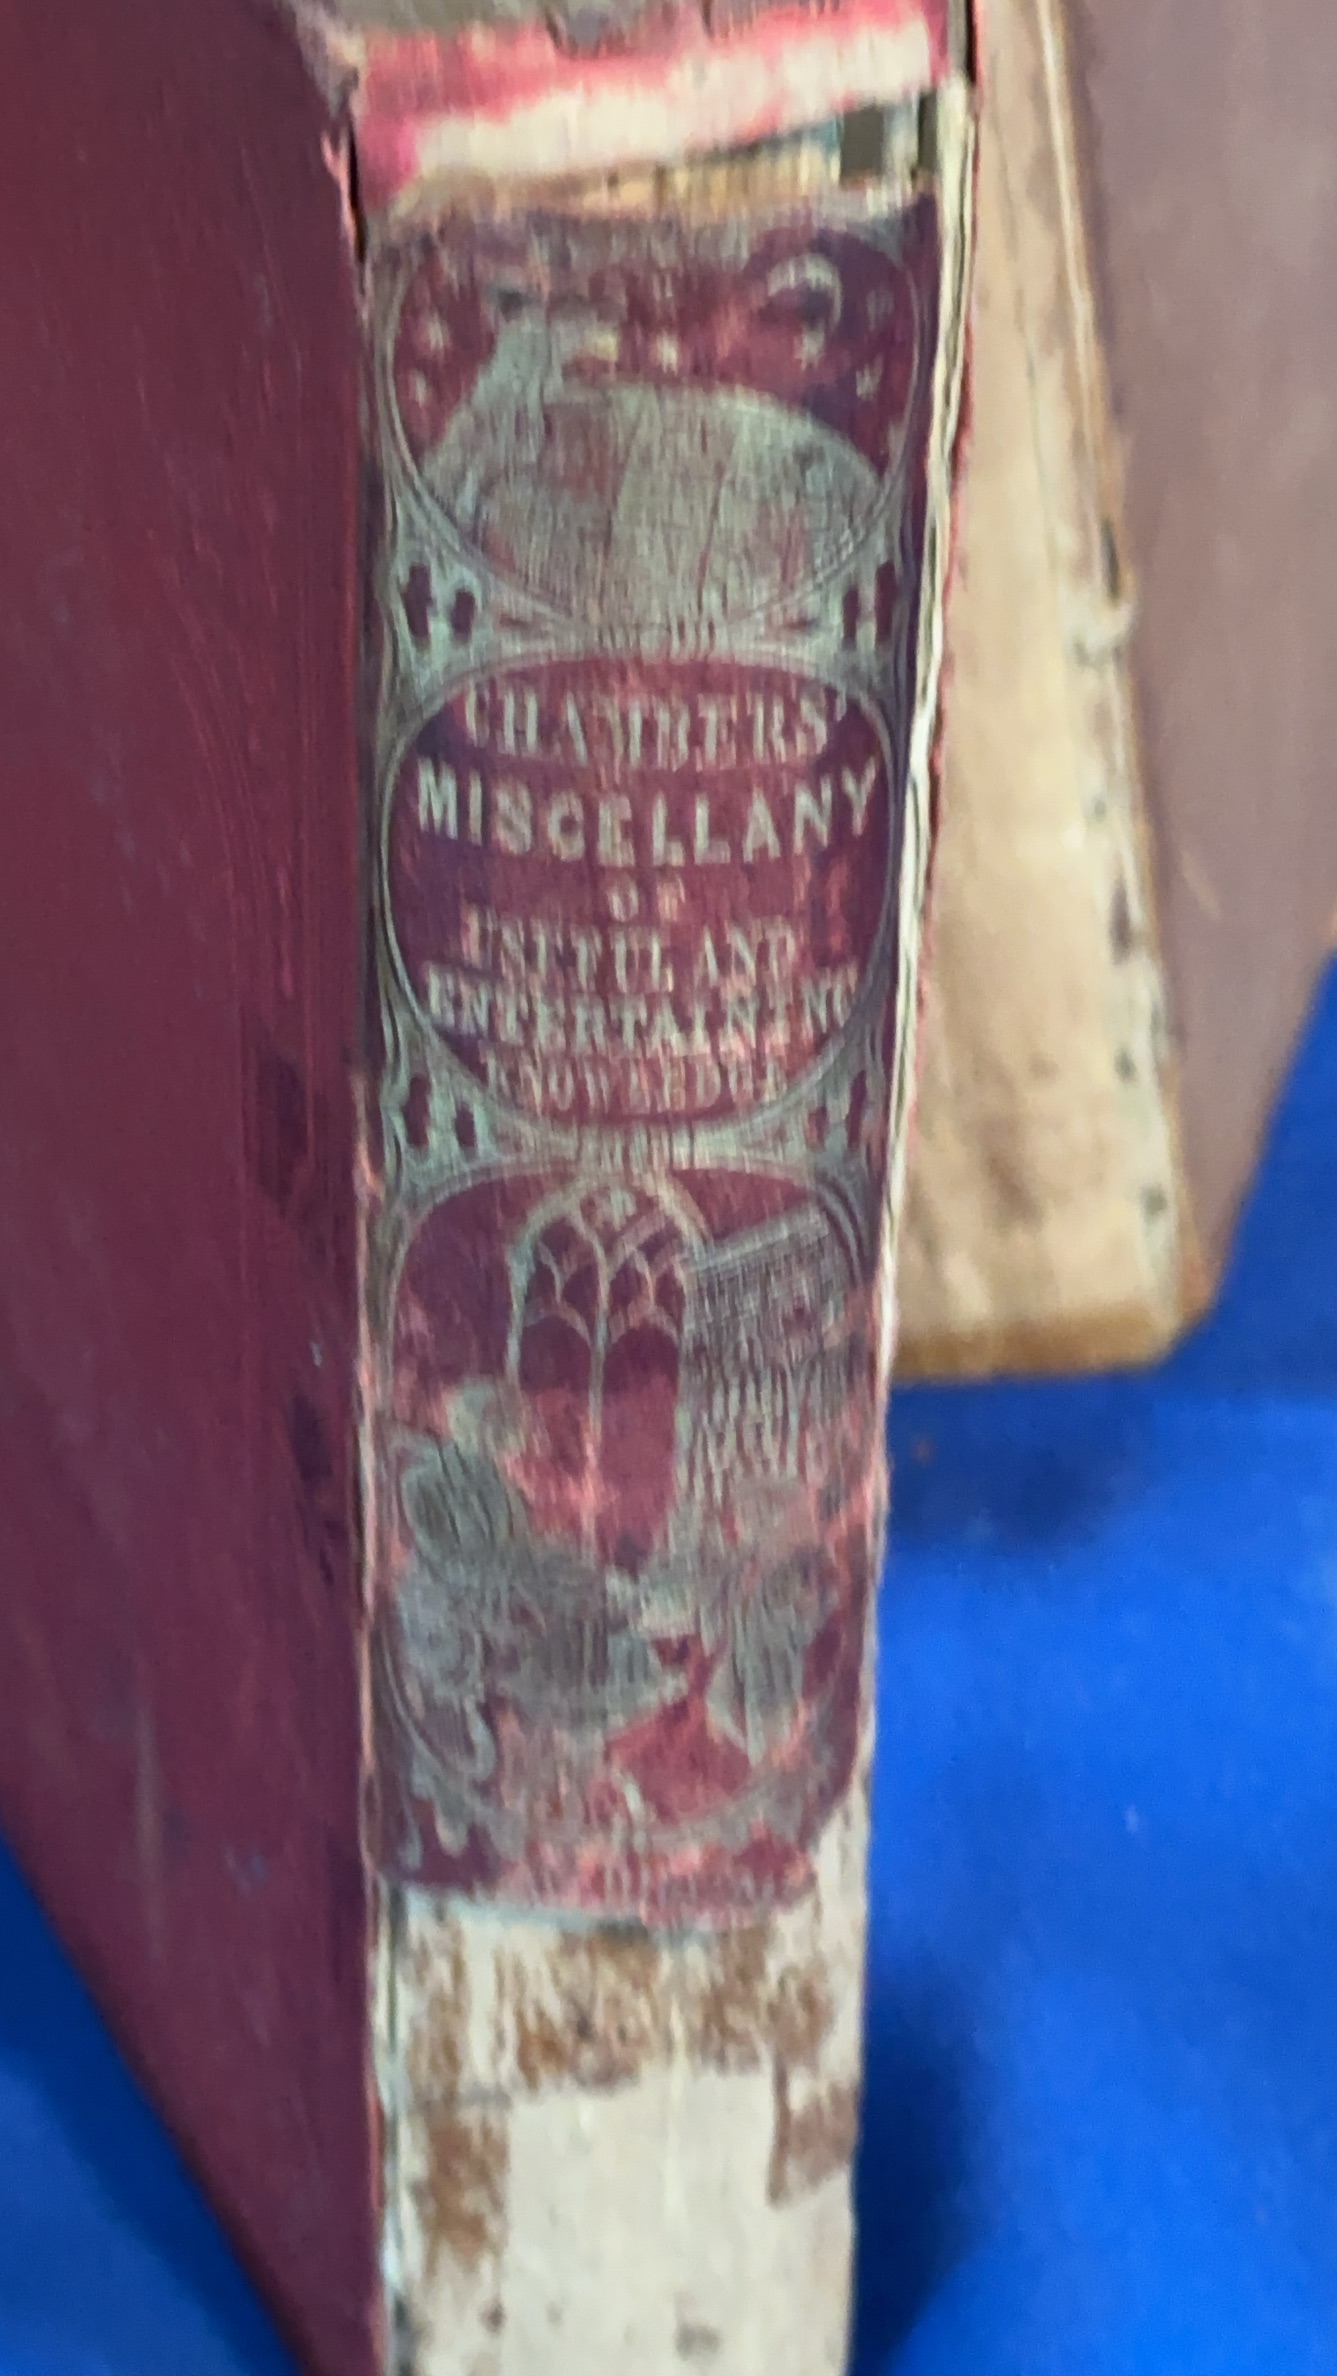 CHAMBERS'
MISCELLANY
OF
USEFUL AND
ENTERTAINING
KNOWLEDGE